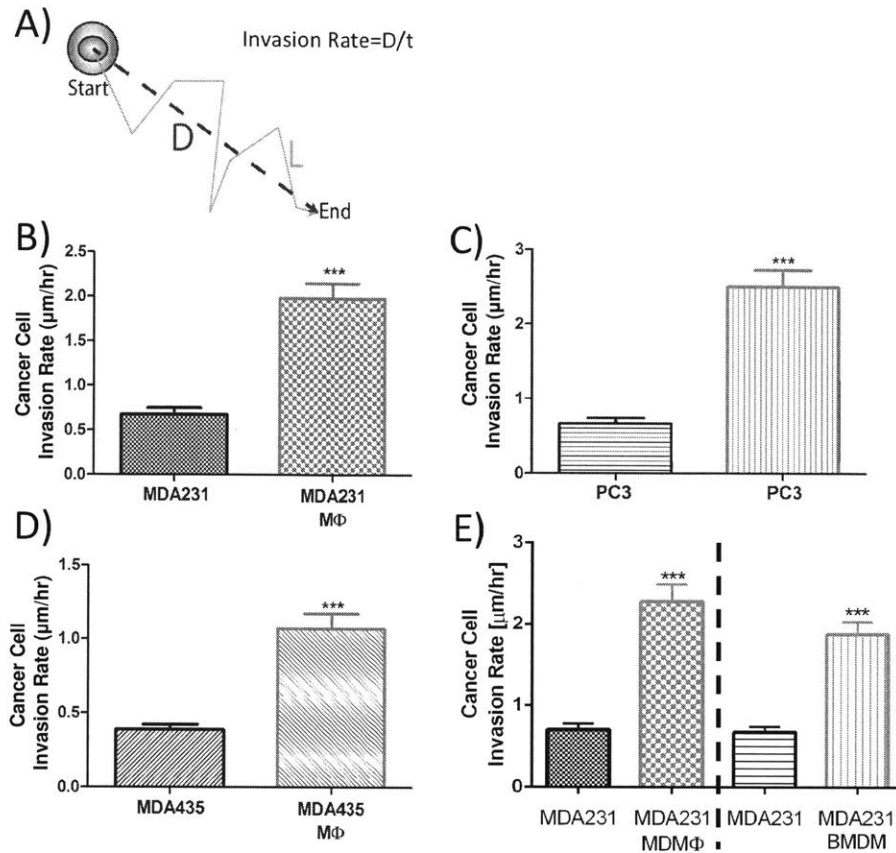 A)
Invasion Rate=D/t
Start
D
L
End
B)
Cancer Cell
Invasion Rate (μm/hr)
2.5
2.0
1.5
1.0
0.5
0.0
***
MDA231
MDA231
MΦ
C)
Cancer Cell
Invasion Rate (μm/hr)
3
2
1
0
***
PC3
PC3
D)
Cancer Cell
Invasion Rate (μm/hr)
1.5
1.0
0.5
0.0
***
MDA435
MDA435
MΦ
E)
Cancer Cell
Invasion Rate [μm/hr]
3
2
1
0
***
***
MDA231
MDA231
MDMΦ
MDA231
MDA231
BMDM